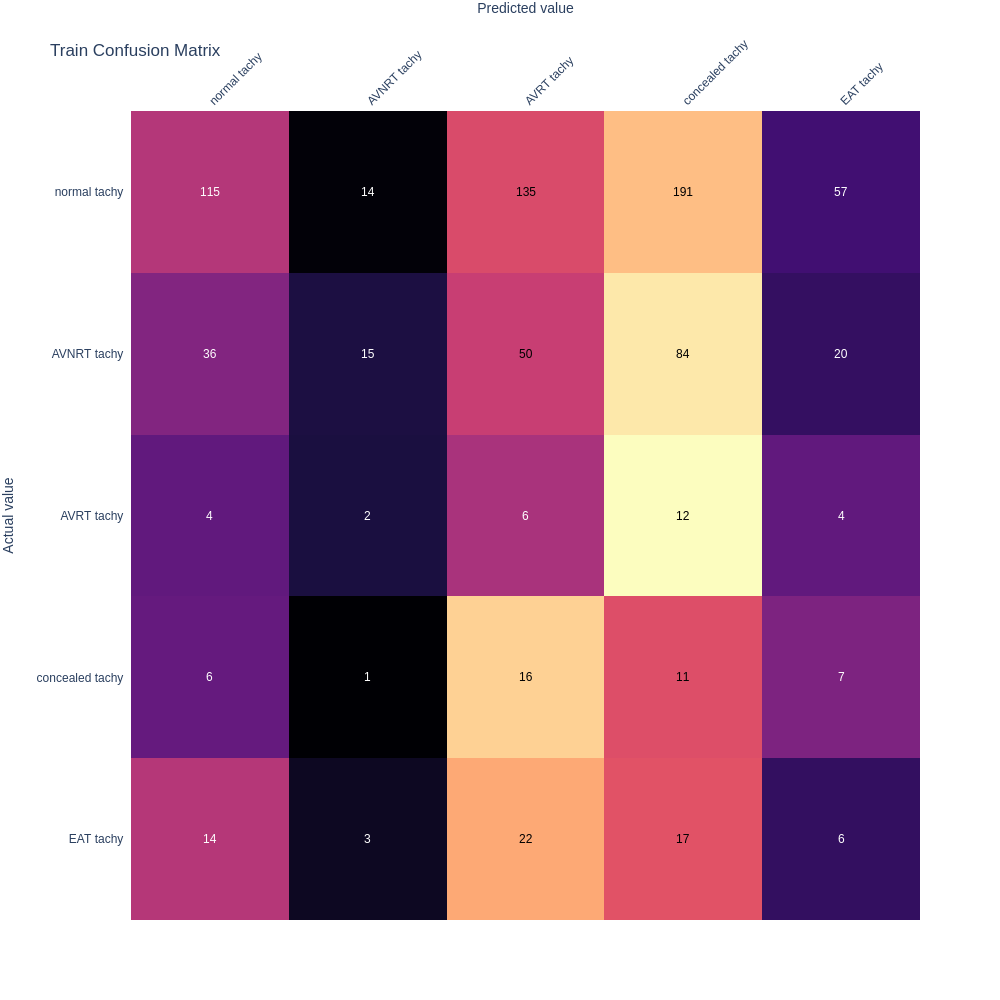 Predicted value
Train Confusion Matrix
normal tachy
AVNRT tachy
AVRT tachy
concealed tachy
EAT tachy
Actual value
normal tachy 115 14 135 191 57
AVNRT tachy 36 15 50 84 20
AVRT tachy 4 2 6 12 4
concealed tachy 6 1 16 11 7
EAT tachy 14 3 22 17 6